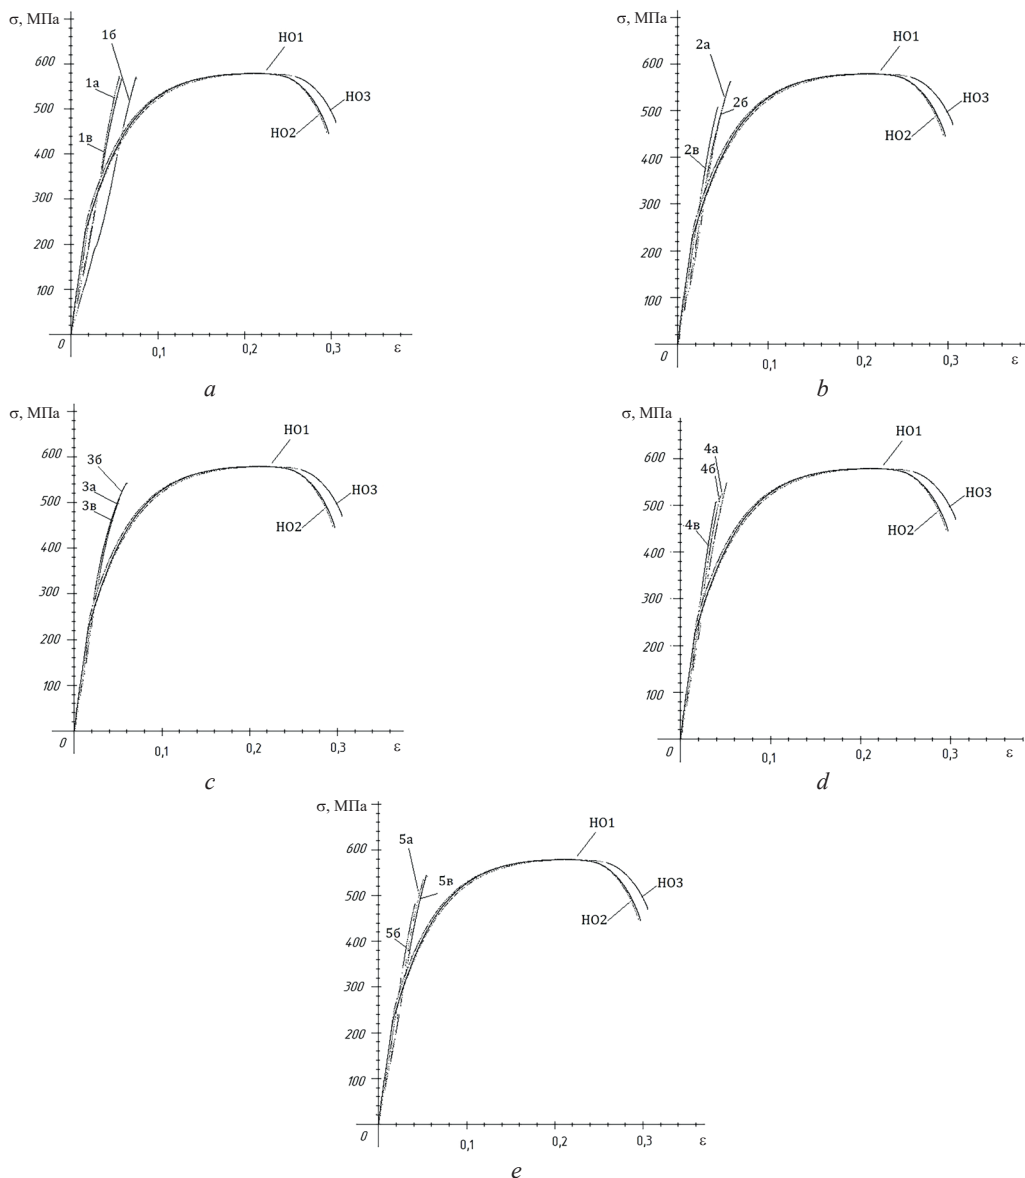 σ, МПа
600
500
400
300
200
100
0
0,1
0,2
0,3
ε
1а
1б
1в
НО1
НО2
НО3
a
σ, МПа
600
500
400
300
200
100
0
0,1
0,2
0,3
ε
2а
2б
2в
НО1
НО2
НО3
b
σ, МПа
600
500
400
300
200
100
0
0,1
0,2
0,3
ε
3б
3а
3в
НО1
НО2
НО3
c
σ, МПа
600
500
400
300
200
100
0
0,1
0,2
0,3
ε
4а
4б
4в
НО1
НО2
НО3
d
σ, МПа
600
500
400
300
200
100
0
0,1
0,2
0,3
ε
5а
5в
5б
НО1
НО2
НО3
e